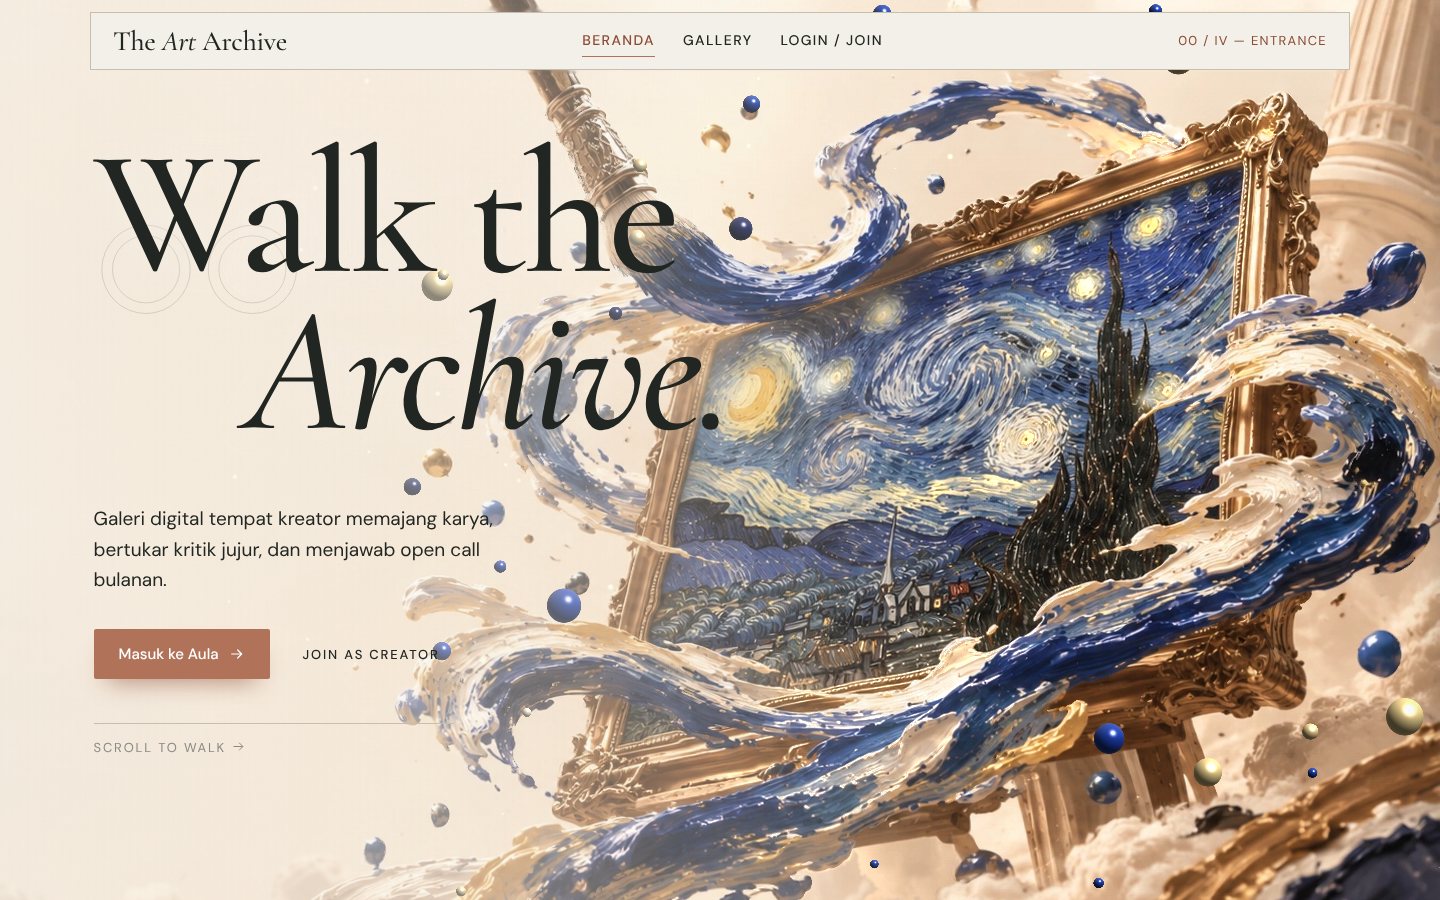 The Art Archive
BERANDA
GALLERY
LOGIN / JOIN
00 / IV — ENTRANCE
Walk the
Archive.
Galeri digital tempat kreator memajang karya,
bertukar kritik jujur, dan menjawab open call
bulanan.
Masuk ke Aula →
JOIN AS CREATOR
SCROLL TO WALK →